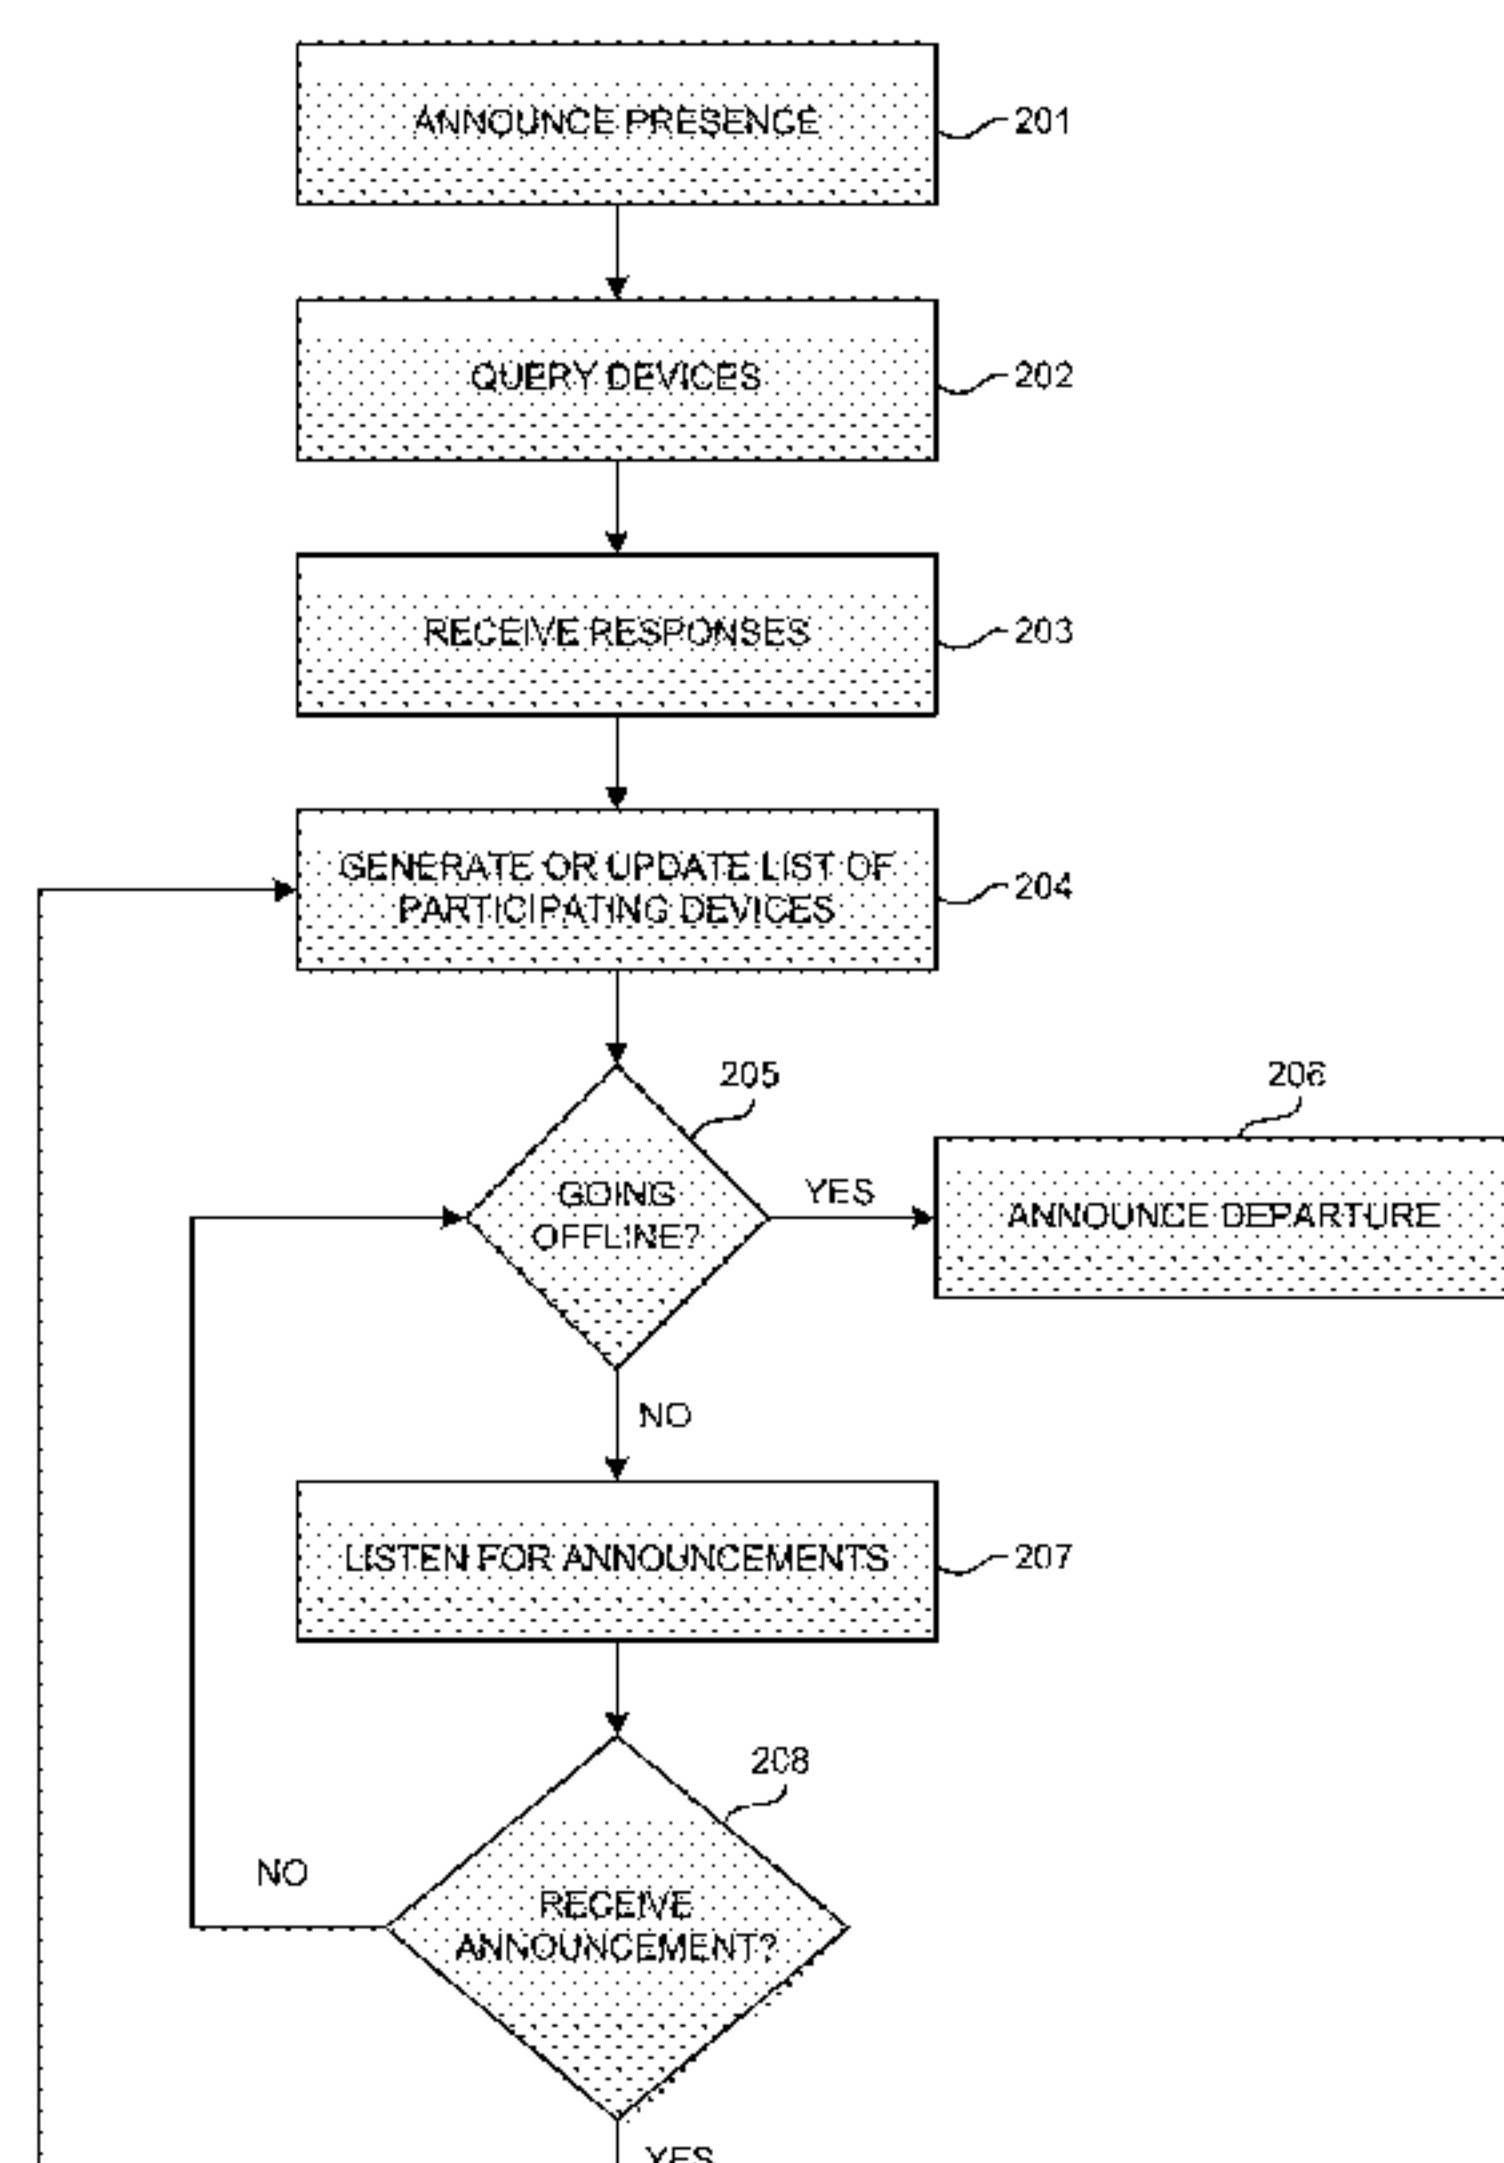 ANNOUNCE PRESENCE
201
QUERY DEVICES
202
RECEIVE RESPONSES
203
GENERATE OR UPDATE LIST OF
PARTICIPATING DEVICES
204
205
206
GOING
OFFLINE?
YES
ANNOUNCE DEPARTURE
NO
LISTEN FOR ANNOUNCEMENTS
207
208
NO
RECEIVE
ANNOUNCEMENT?
YES